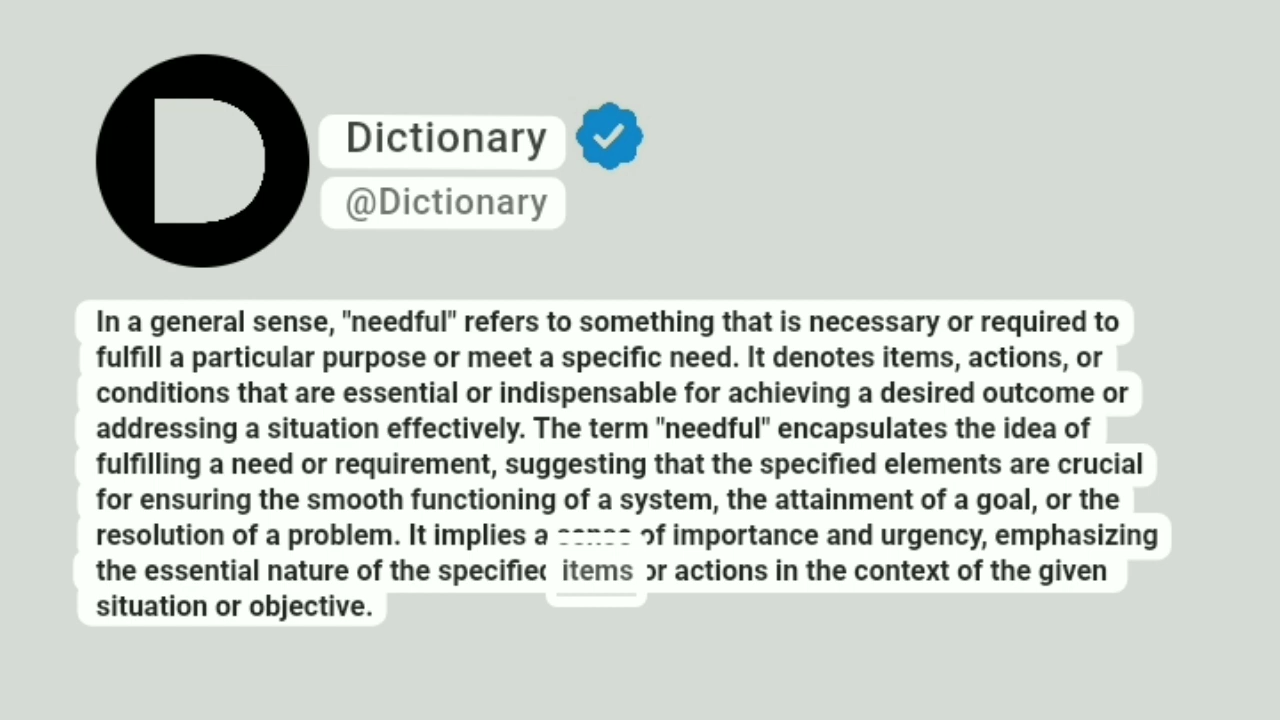 D
Dictionary
@Dictionary
In a general sense, "needful" refers to something that is necessary or required to
fulfill a particular purpose or meet a specific need. It denotes items, actions, or
conditions that are essential or indispensable for achieving a desired outcome or
addressing a situation effectively. The term "needful" encapsulates the idea of
fulfilling a need or requirement, suggesting that the specified elements are crucial
for ensuring the smooth functioning of a system, the attainment of a goal, or the
resolution of a problem. It implies a of importance and urgency, emphasizing
the essential nature of the specified items or actions in the context of the given
situation or objective.